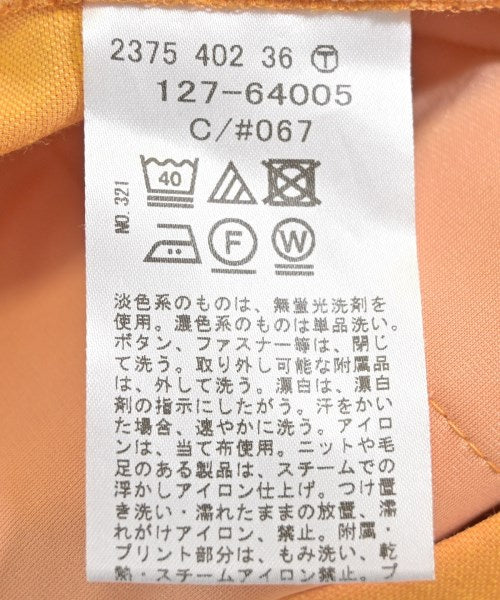 2375 402 36 Ⓣ
127-64005
C/#067
NO.321
40
F W
淡色系のものは、無蛍光洗剤を
使用。濃色系のものは単品洗い。
ボタン、ファスナー等は、閉じ
て洗う。取り外し可能な附属品
は、外して洗う。漂白は、漂白
剤の指示にしたがう。汗をかい
た場合、速やかに洗う。アイロ
ンは、当て布使用。ニットや毛
足のある製品は、スチームでの
浮かしアイロン仕上げ。つけ置
き洗い・濡れたままの放置、濡
れがけアイロン、禁止。附属・
プリント部分は、もみ洗い、乾
熱・スチームアイロン禁止。プ